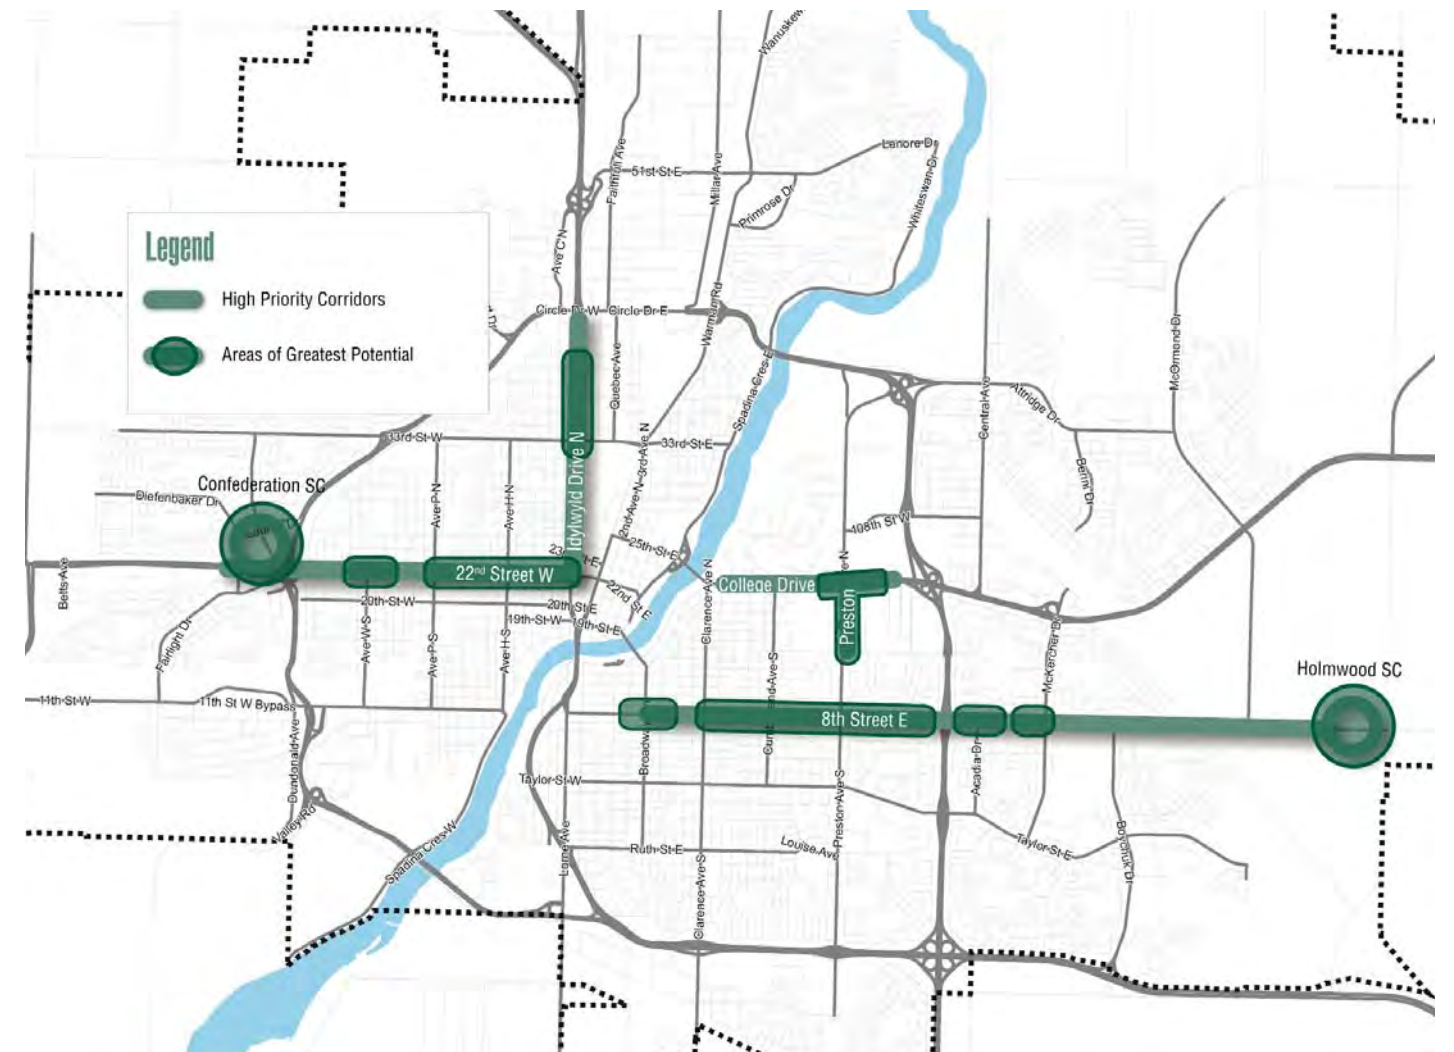 Wanuskew
Lenore Dr
51st St E
Faithfull Ave
Millar Ave
Primrose Dr
Whiteswan Dr
Legend
High Priority Corridors
Areas of Greatest Potential
Ave C N
Circle Dr W
Circle Dr E
Warman Rd
Quebec Ave
Spadina Cres E
McOrmond Dr
Central Ave
Attridge Dr
Berini Dr
33rd St W
33rd St E
3rd Ave N
2nd Ave N
Idylwyld Drive N
Confederation SC
Diefenbaker Dr
Ave P N
Ave H N
25th St E
108th St W
22nd Street W
22nd St E
College Drive
Preston
Clarence Ave N
Betts Ave
20th St W
20th St E
19th St W
19th St E
Fairlight Dr
Ave W S
Ave P S
Ave H S
McKercher Dr
Holmwood SC
11th St W
11th St W Bypass
8th Street E
Dundonald Ave
Valley Rd
Taylor St W
Broadw
Acadia Dr
Preston Ave S
Taylor St E
Boychuk Dr
Spadina Cres W
Lorne Ave
Ruth St E
Louise Ave
Clarence Ave S